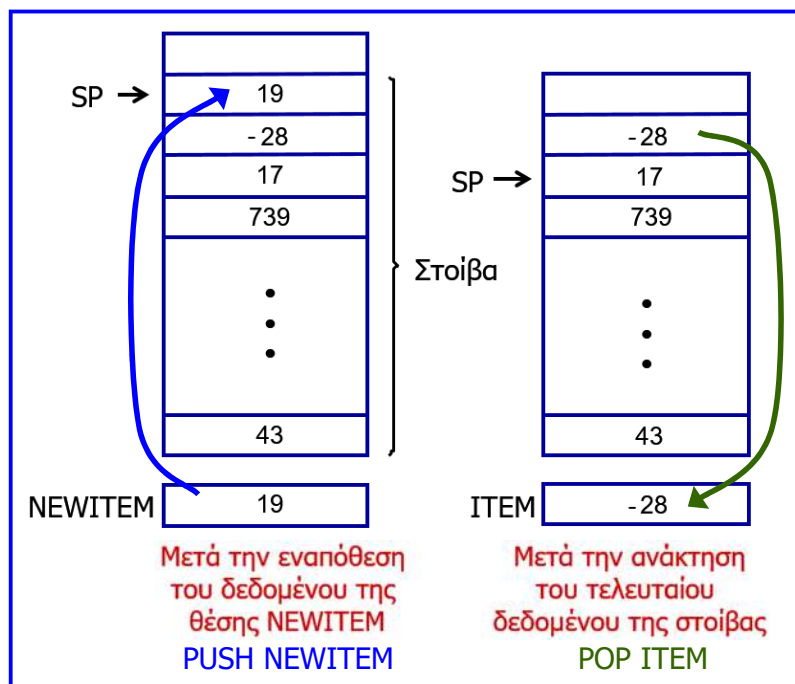 SP
19
-28
17
739
Στοίβα
43
NEWITEM
19
Μετά την εναπόθεση
του δεδομένου της
θέσης NEWITEM
PUSH NEWITEM
-28
SP
17
739
43
ITEM
-28
Μετά την ανάκτηση
του τελευταίου
δεδομένου της στοίβας
POP ITEM